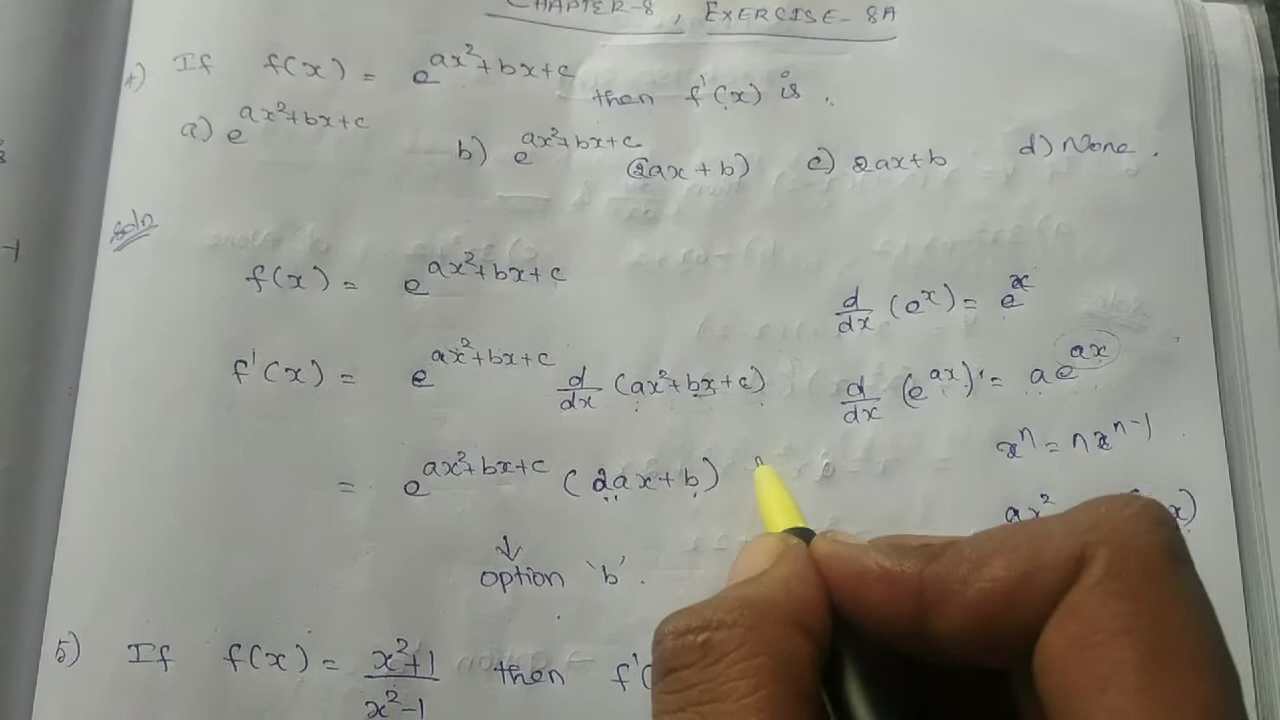 CHAPTER-8, EXERCISE-8A
4) If f(x) = e^{ax²+bx+c} then f'(x) is.
a) e^{ax²+bx+c} b) e^{ax²+bx+c} (2ax+b) c) 2ax+b d) None.
Soln
f(x) = e^{ax²+bx+c}
d/dx (e^x) = e^x
f'(x) = e^{ax²+bx+c} d/dx (ax²+bx+c)
d/dx (e^{ax}) = ae^{ax}
x^n = nx^{n-1}
= e^{ax²+bx+c} (2ax+b)
ax² x)
↓
option 'b'.
5) If f(x) = x²+1/x²-1 then f'(